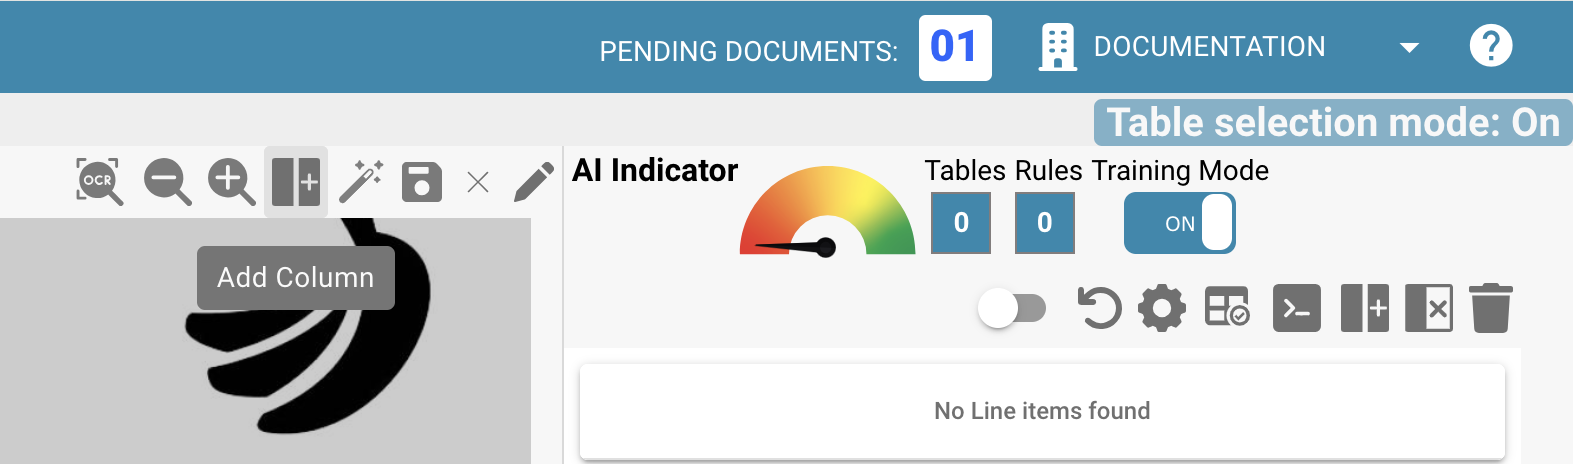 PENDING DOCUMENTS: 01 DOCUMENTATION ?
Table selection mode: On
OCR
Add Column
AI Indicator
Tables Rules Training Mode
0 0 ON
No Line items found